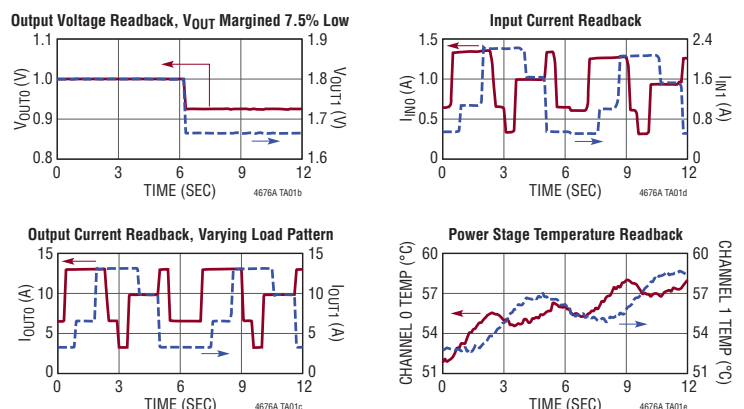 Output Voltage Readback, VOUT Margined 7.5% Low
1.1
1.0
0.9
0.8
VOUT0 (V)
1.9
1.8
1.7
1.6
VOUT1 (V)
0 3 6 9 12
TIME (SEC)
4676A TA01b
Input Current Readback
1.5
1.0
0.5
0
IIN0 (A)
2.4
1.6
0.8
0
IIN1 (A)
0 3 6 9 12
TIME (SEC)
4676A TA01d
Output Current Readback, Varying Load Pattern
15
10
5
0
IOUT0 (A)
15
10
5
0
IOUT1 (A)
0 3 6 9 12
TIME (SEC)
4676A TA01c
Power Stage Temperature Readback
60
57
54
51
CHANNEL 0 TEMP (°C)
60
57
54
51
CHANNEL 1 TEMP (°C)
0 3 6 9 12
TIME (SEC)
4676A TA01e